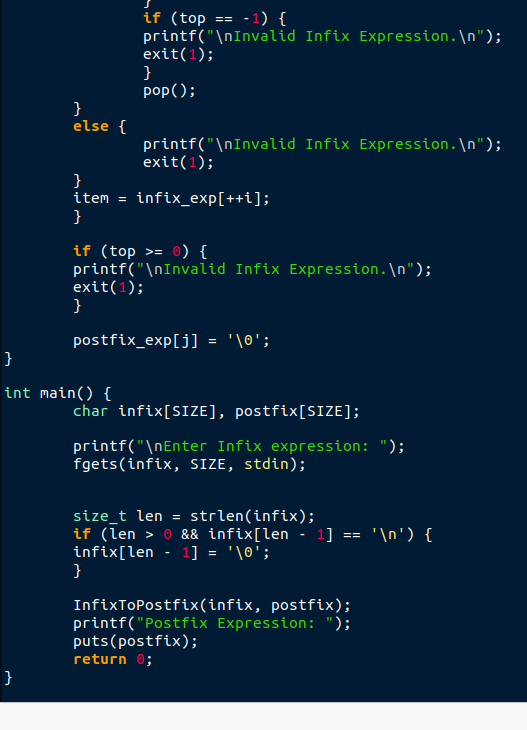 }
if (top == -1) {
printf("\nInvalid Infix Expression.\n");
exit(1);
}
pop();
}
else {
printf("\nInvalid Infix Expression.\n");
exit(1);
}
item = infix_exp[++i];
}
if (top >= 0) {
printf("\nInvalid Infix Expression.\n");
exit(1);
}
postfix_exp[j] = '\0';
}
int main() {
char infix[SIZE], postfix[SIZE];
printf("\nEnter Infix expression: ");
fgets(infix, SIZE, stdin);
size_t len = strlen(infix);
if (len > 0 && infix[len - 1] == '\n') {
infix[len - 1] = '\0';
}
InfixToPostfix(infix, postfix);
printf("Postfix Expression: ");
puts(postfix);
return 0;
}